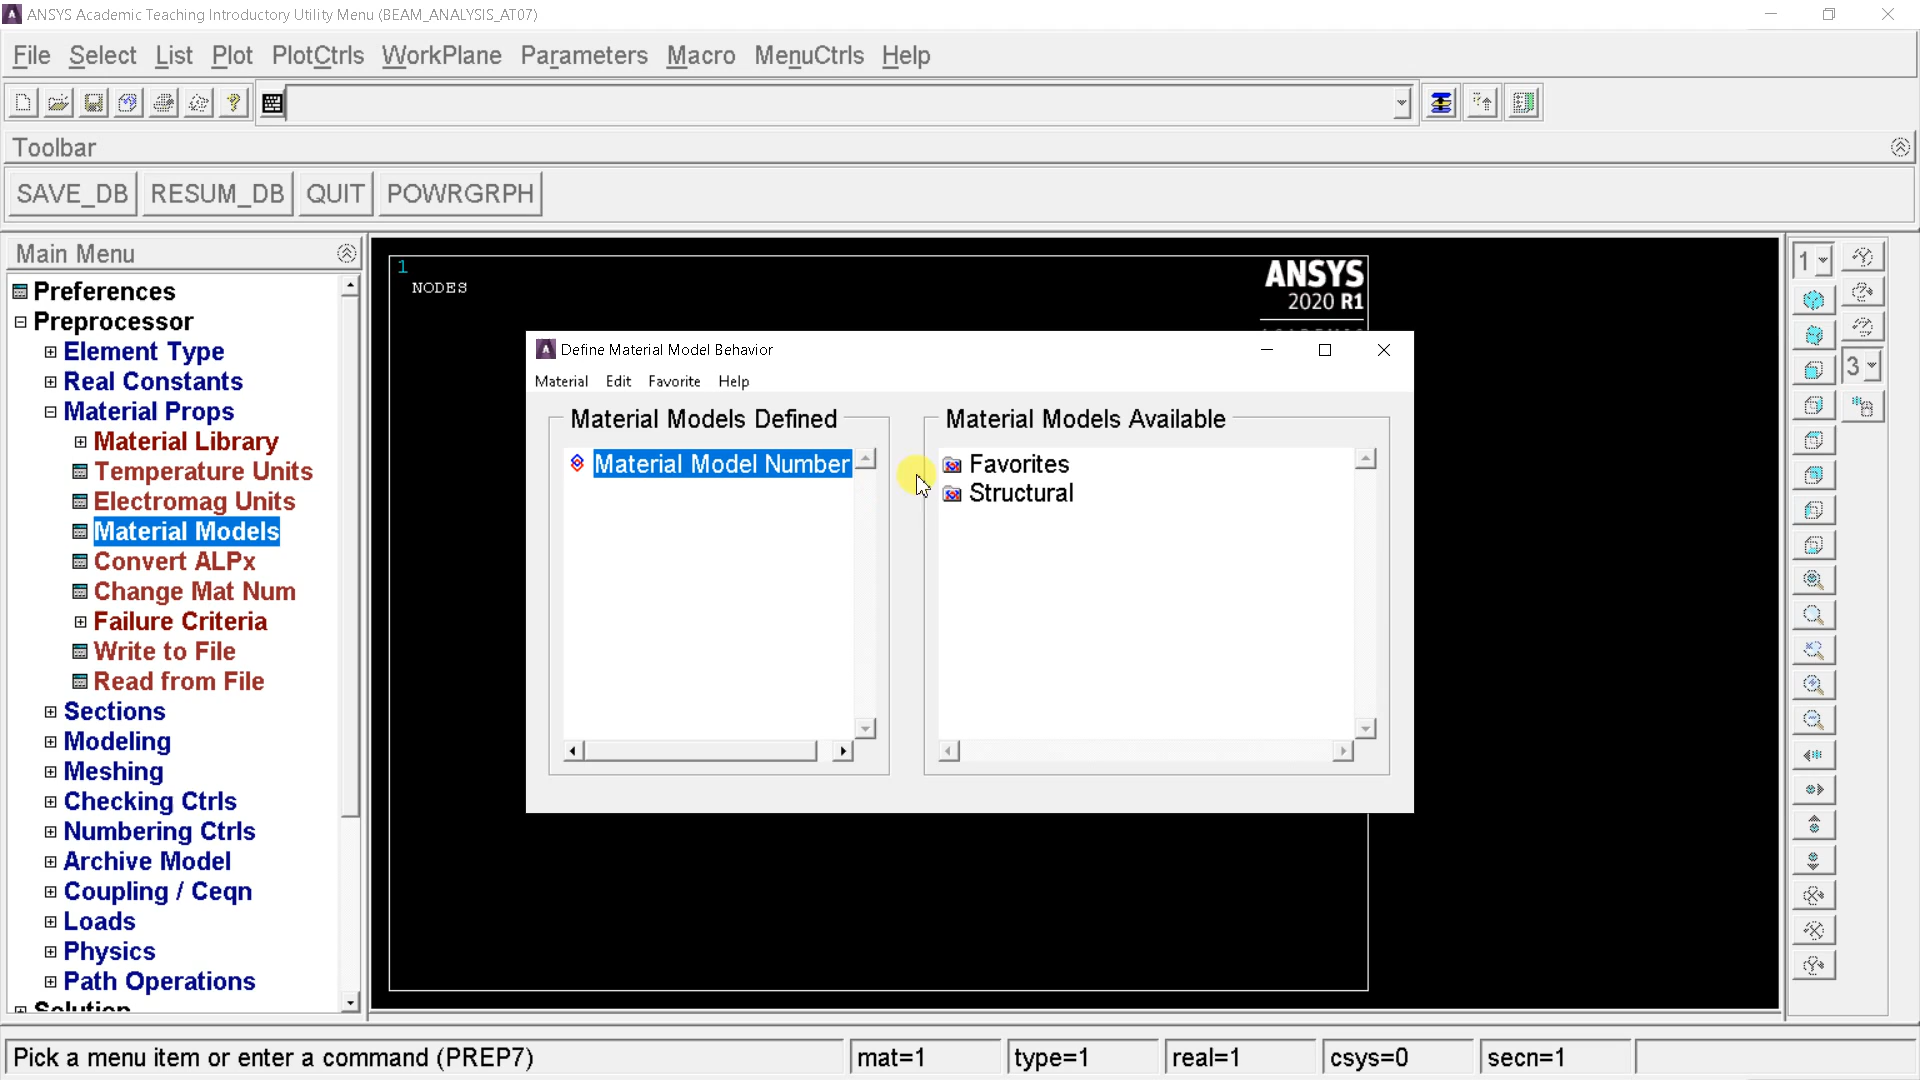 ANSYS Academic Teaching Introductory Utility Menu (BEAM_ANALYSIS_AT07)
File Select List Plot PlotCtrls WorkPlane Parameters Macro MenuCtrls Help
Toolbar
SAVE_DB RESUM_DB QUIT POWRGRPH
Main Menu
Preferences
Preprocessor
Element Type
Real Constants
Material Props
Material Library
Temperature Units
Electromag Units
Material Models
Convert ALPx
Change Mat Num
Failure Criteria
Write to File
Read from File
Sections
Modeling
Meshing
Checking Ctrls
Numbering Ctrls
Archive Model
Coupling / Ceqn
Loads
Physics
Path Operations
Solution
1
NODES
ANSYS
2020 R1
Define Material Model Behavior
Material Edit Favorite Help
Material Models Defined
Material Model Number
Material Models Available
Favorites
Structural
1
3
Pick a menu item or enter a command (PREP7)
mat=1
type=1
real=1
csys=0
secn=1